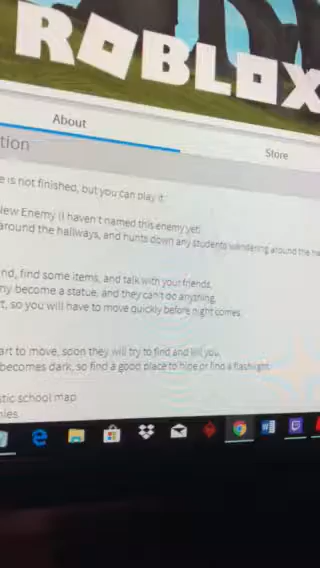 ROBLOX
About
Store
tion
e is not finished, but you can play it.
New Enemy (I haven't named this enemy yet)
around the hallways, and hunts down any students wandering around the ha
nd, find some items, and talk with your friends.
ny become a statue, and they can't do anything.
t, so you will have to move quickly before night comes.
art to move, soon they will try to find and kill you.
becomes dark, so find a good place to hide or find a flashlight.
stic school map
nies